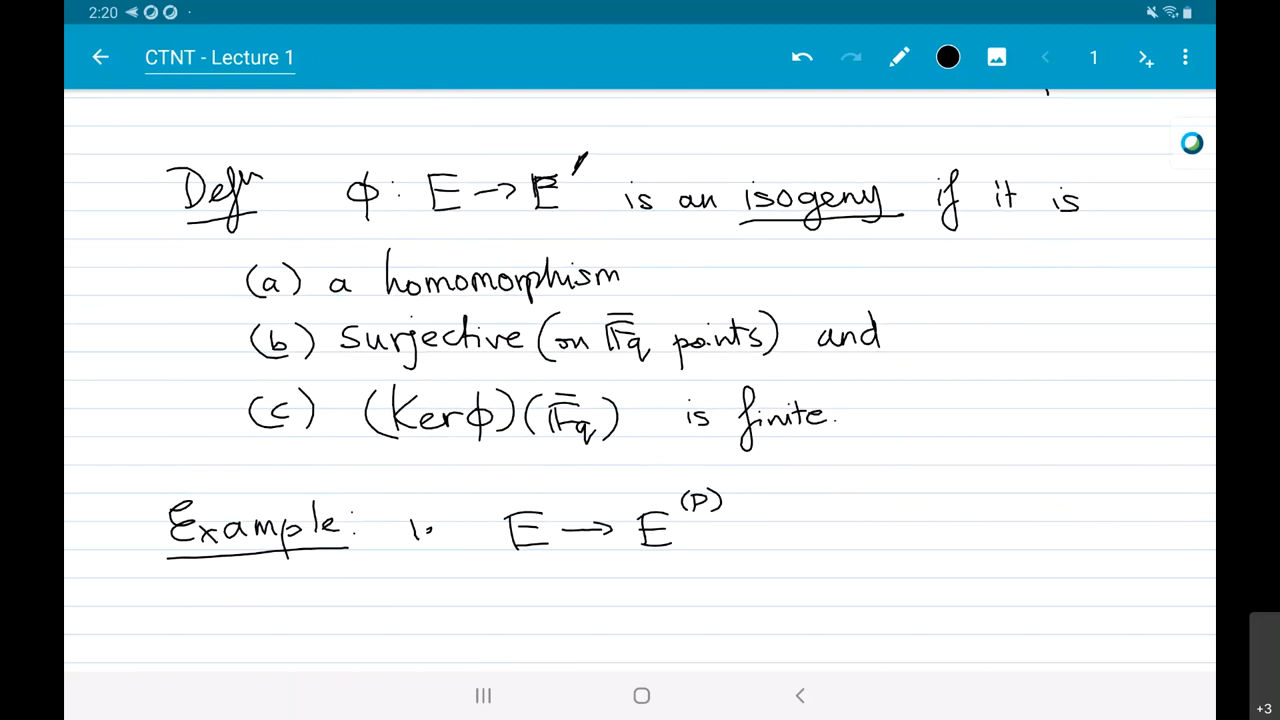 2:20
CTNT - Lecture 1
1
Defn ϕ: E → E′ is an isogeny if it is
(a) a homomorphism
(b) surjective (on F̄q points) and
(c) (Ker ϕ)(F̄q) is finite.
Example: 1. E → E^(p)
+3